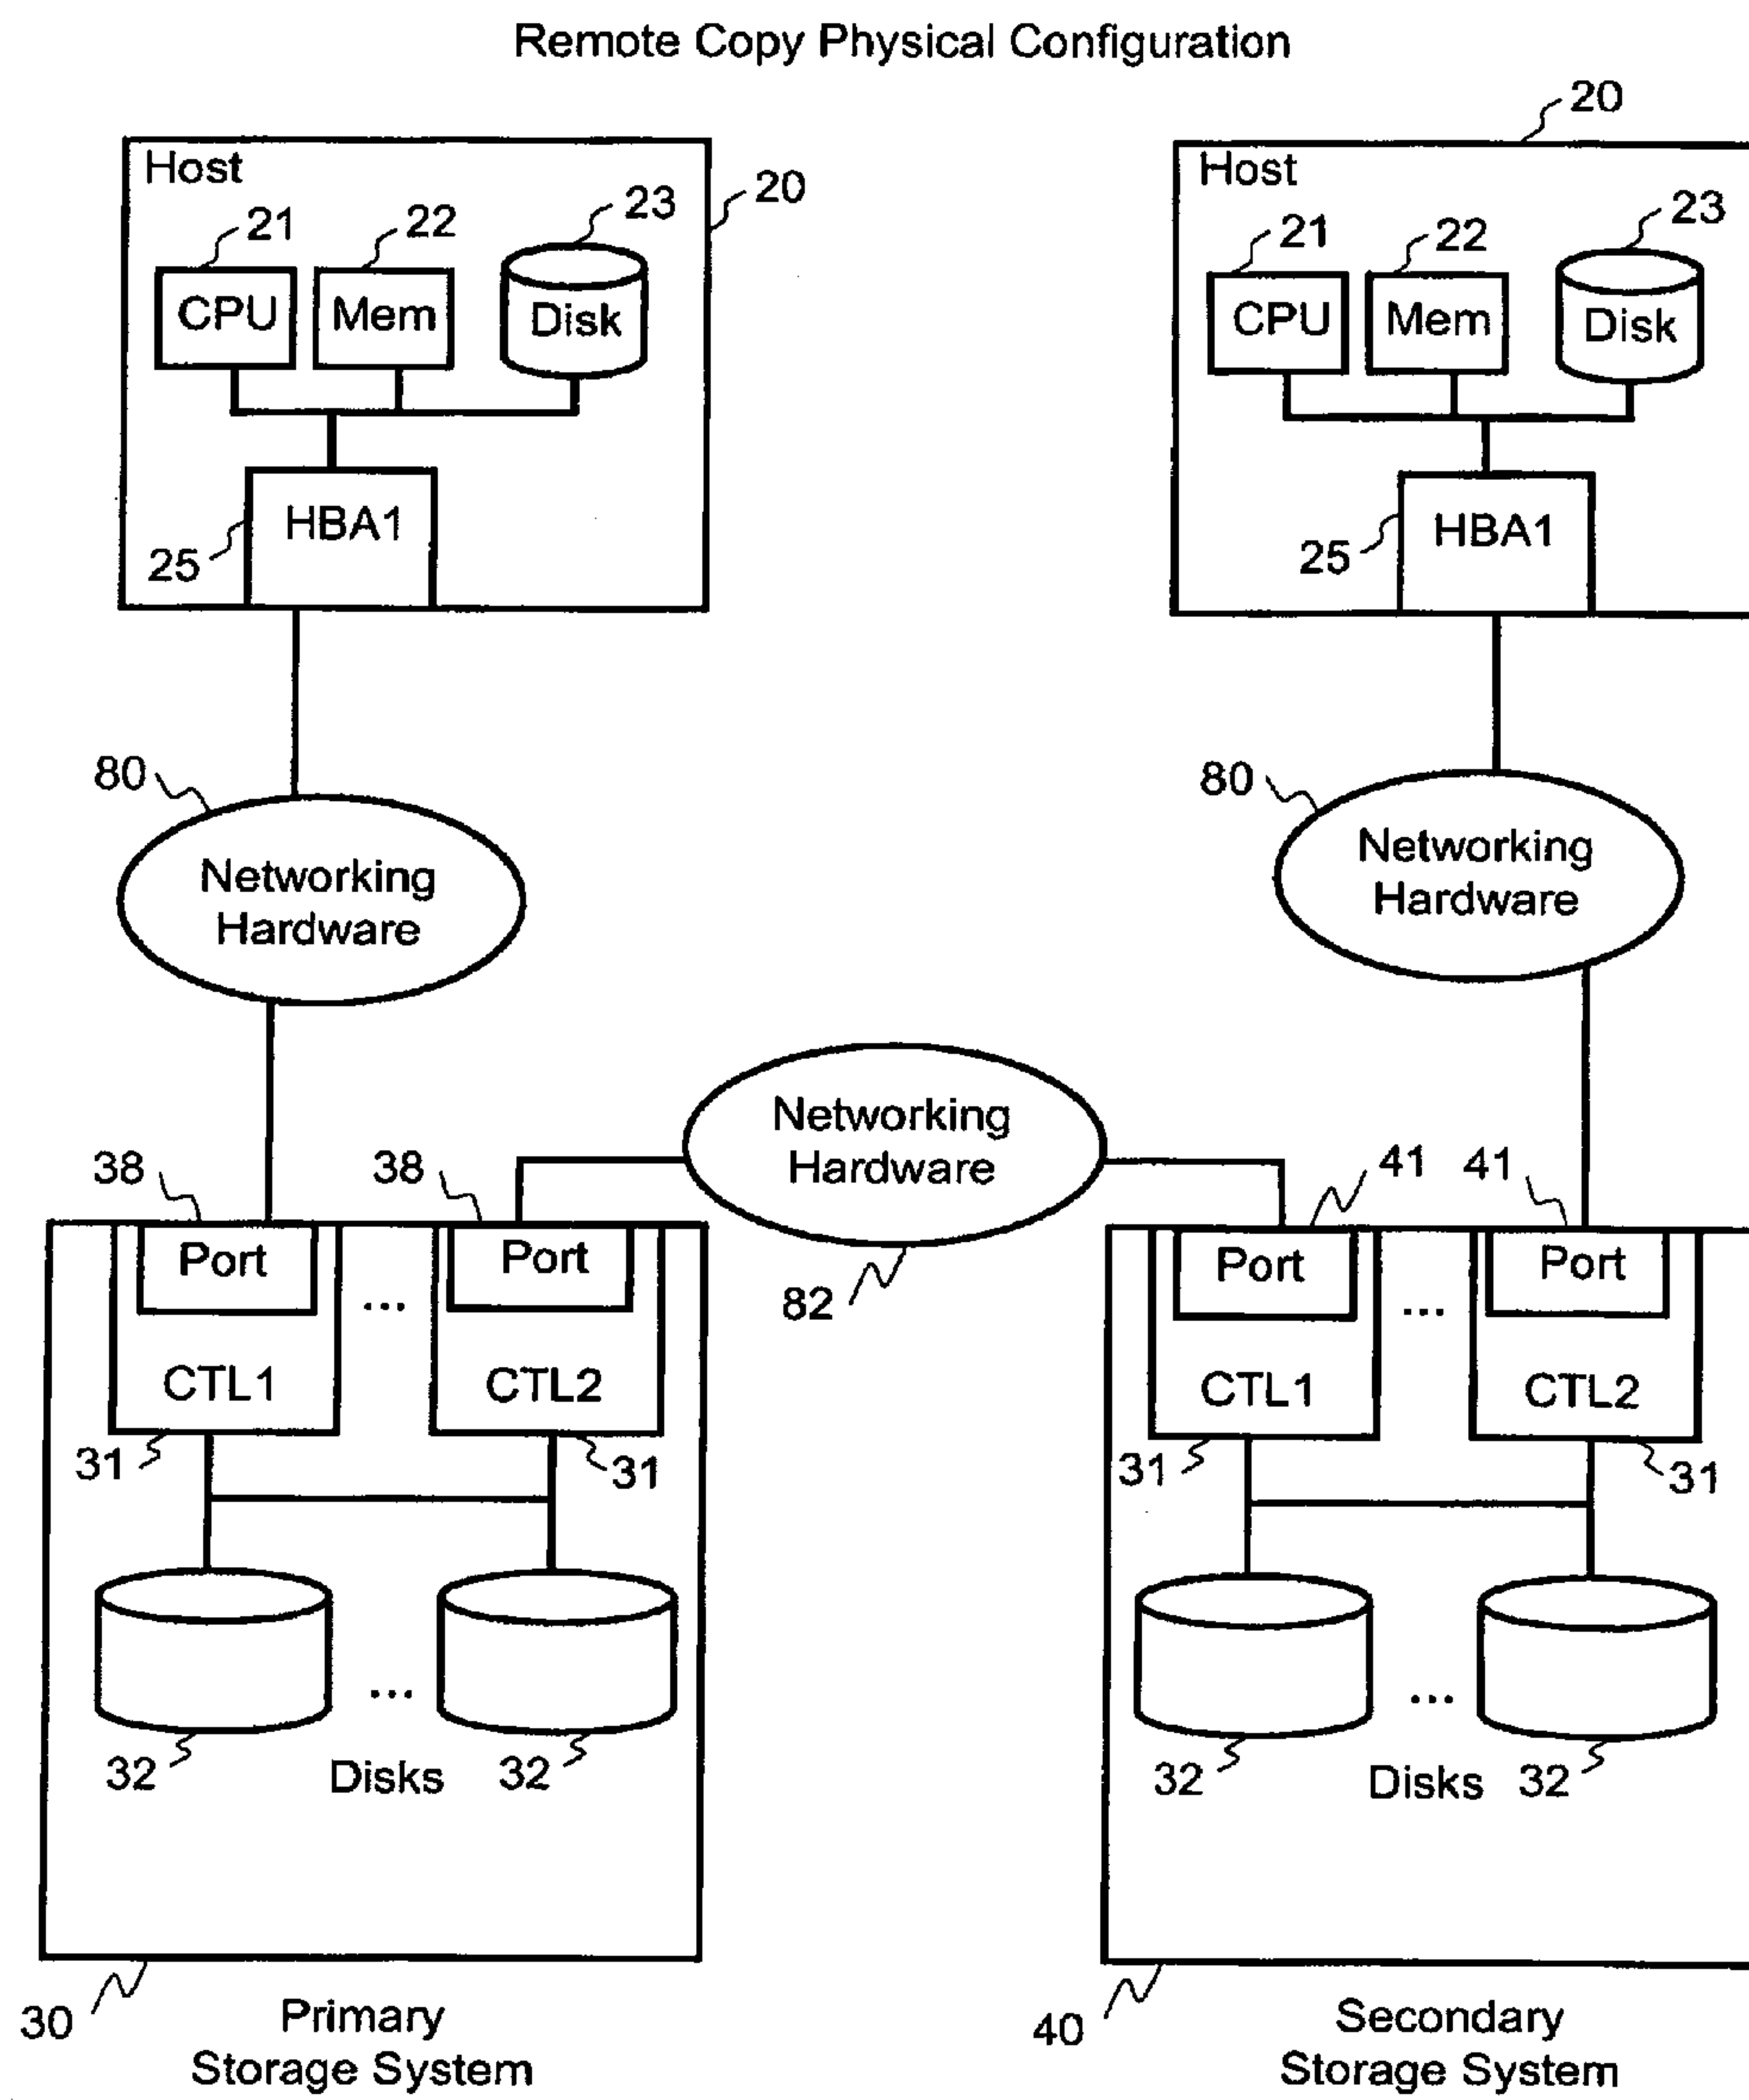 Remote Copy Physical Configuration
20
Host
20
21
22
23
CPU
Mem
Disk
HBA1
25
Host
21
22
23
CPU
Mem
Disk
HBA1
25
80
Networking
Hardware
80
Networking
Hardware
Networking
Hardware
82
38
38
Port
Port
...
CTL1
CTL2
31
31
...
32
Disks
32
30
Primary
Storage System
41
41
Port
Port
...
CTL1
CTL2
31
31
...
32
Disks
32
40
Secondary
Storage System